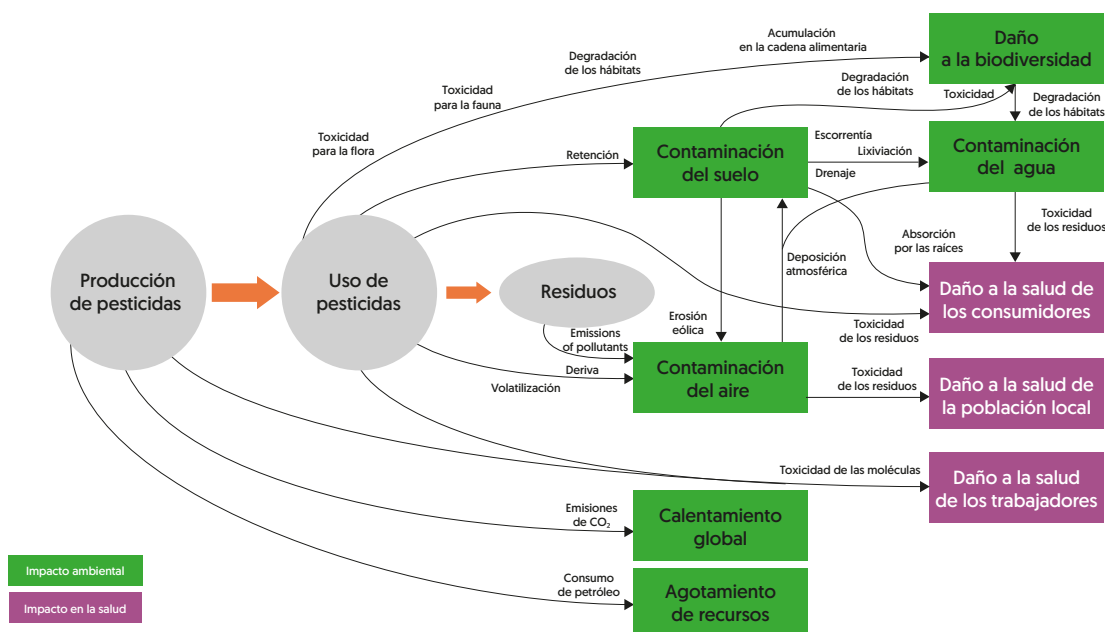 Acumulación
en la cadena alimentaria
Daño
a la biodiversidad
Degradación
de los hábitats
Toxicidad
para la fauna
Degradación
de los hábitats
Toxicidad
Degradación
de los hábitats
Toxicidad
para la flora
Retención
Contaminación
del suelo
Escorrentía
Lixiviación
Drenaje
Contaminación
del agua
Toxicidad
de los residuos
Absorción
por las raíces
Deposición
atmosférica
Producción
de pesticidas
Uso de
pesticidas
Residuos
Daño a la salud de
los consumidores
Erosión
eólica
Emissions
of pollutants
Toxicidad
de los residuos
Deriva
Volatilización
Contaminación
del aire
Toxicidad
de los residuos
Daño a la salud de
la población local
Toxicidad de las moléculas
Daño a la salud
de los trabajadores
Emisiones
de CO₂
Calentamiento
global
Impacto ambiental
Consumo
de petróleo
Agotamiento
de recursos
Impacto en la salud